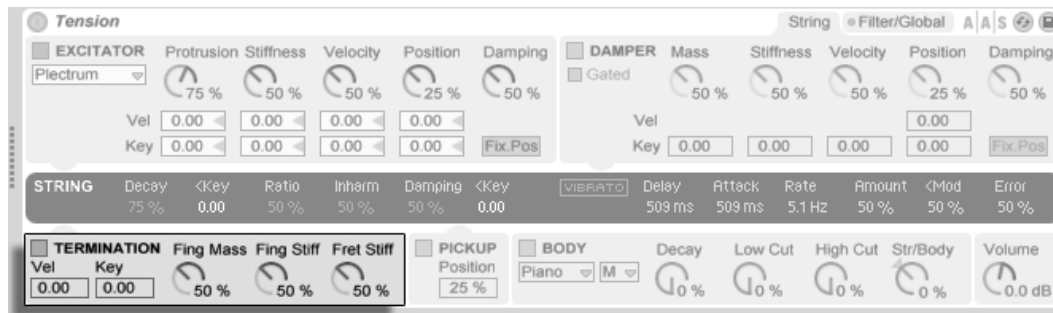 Tension String Filter/Global A A S
EXCITATOR Protrusion Stiffness Velocity Position Damping
Plectrum 75 % 50 % 50 % 25 % 50 %
Vel 0.00 0.00 0.00 0.00
Key 0.00 0.00 0.00 0.00 Fix.Pos
DAMPER Mass Stiffness Velocity Position Damping
Gated 50 % 50 % 50 % 25 % 50 %
Vel 0.00
Key 0.00 0.00 0.00 0.00 Fix.Pos
STRING Decay <Key Ratio Inharm Damping <Key VIBRATO Delay Attack Rate Amount <Mod Error
75 % 0.00 50 % 50 % 50 % 0.00 509 ms 509 ms 5.1 Hz 50 % 50 % 50 %
TERMINATION Fing Mass Fing Stiff Fret Stiff
Vel Key
0.00 0.00 50 % 50 % 50 %
PICKUP
Position
25 %
BODY Decay Low Cut High Cut Str/Body
Piano M 0 % 0 % 0 % 0 %
Volume
0.0 dB